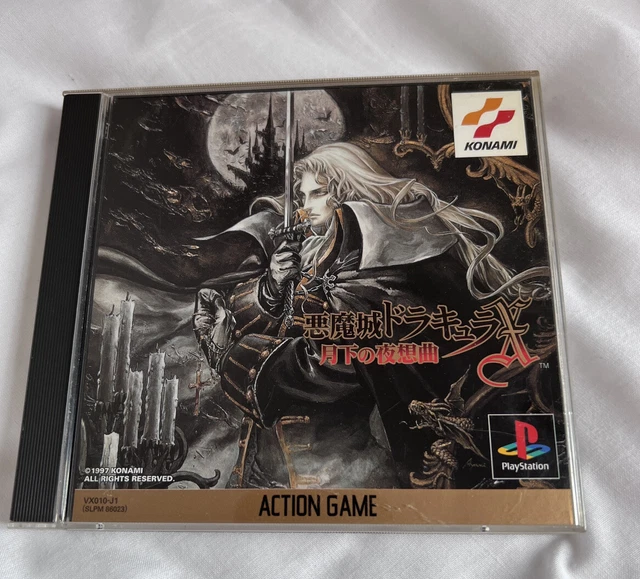 KONAMI
悪魔城ドラキュラX
TM
月下の夜想曲
PlayStation
©1997 KONAMI
ALL RIGHTS RESERVED.
VX010-J1
(SLPM 86023)
ACTION GAME